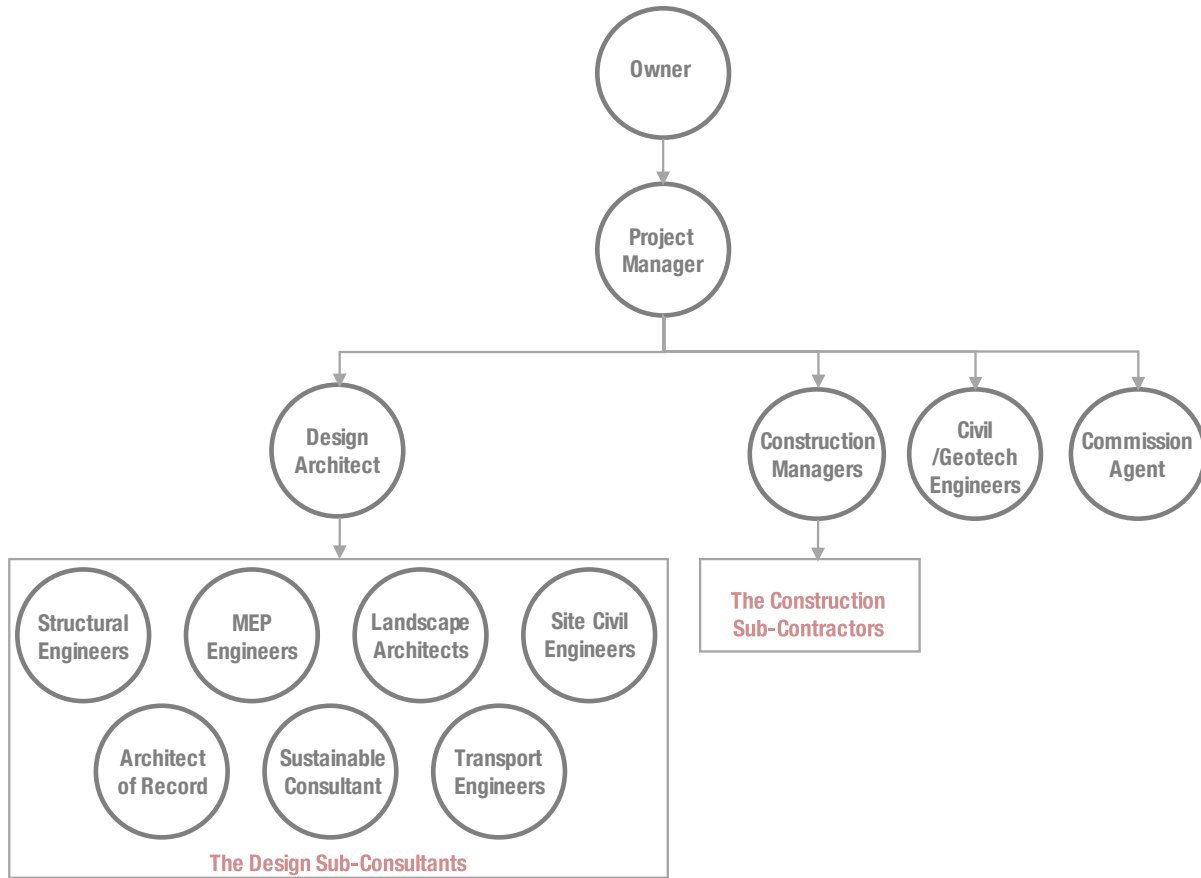 Owner
Project
Manager
Design
Architect
Construction
Managers
Civil
/Geotech
Engineers
Commission
Agent
Structural
Engineers
MEP
Engineers
Landscape
Architects
Site Civil
Engineers
The Construction
Sub-Contractors
Architect
of Record
Sustainable
Consultant
Transport
Engineers
The Design Sub-Consultants